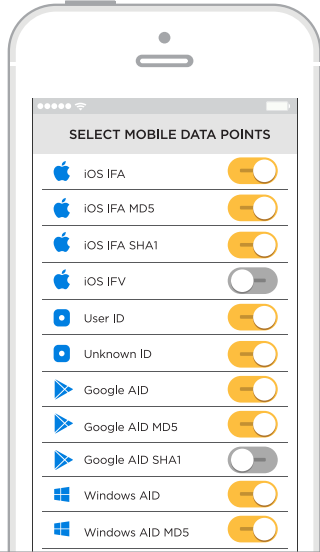 SELECT MOBILE DATA POINTS
iOS IFA
iOS IFA MD5
iOS IFA SHA1
iOS IFV
User ID
Unknown ID
Google AID
Google AID MD5
Google AID SHA1
Windows AID
Windows AID MD5